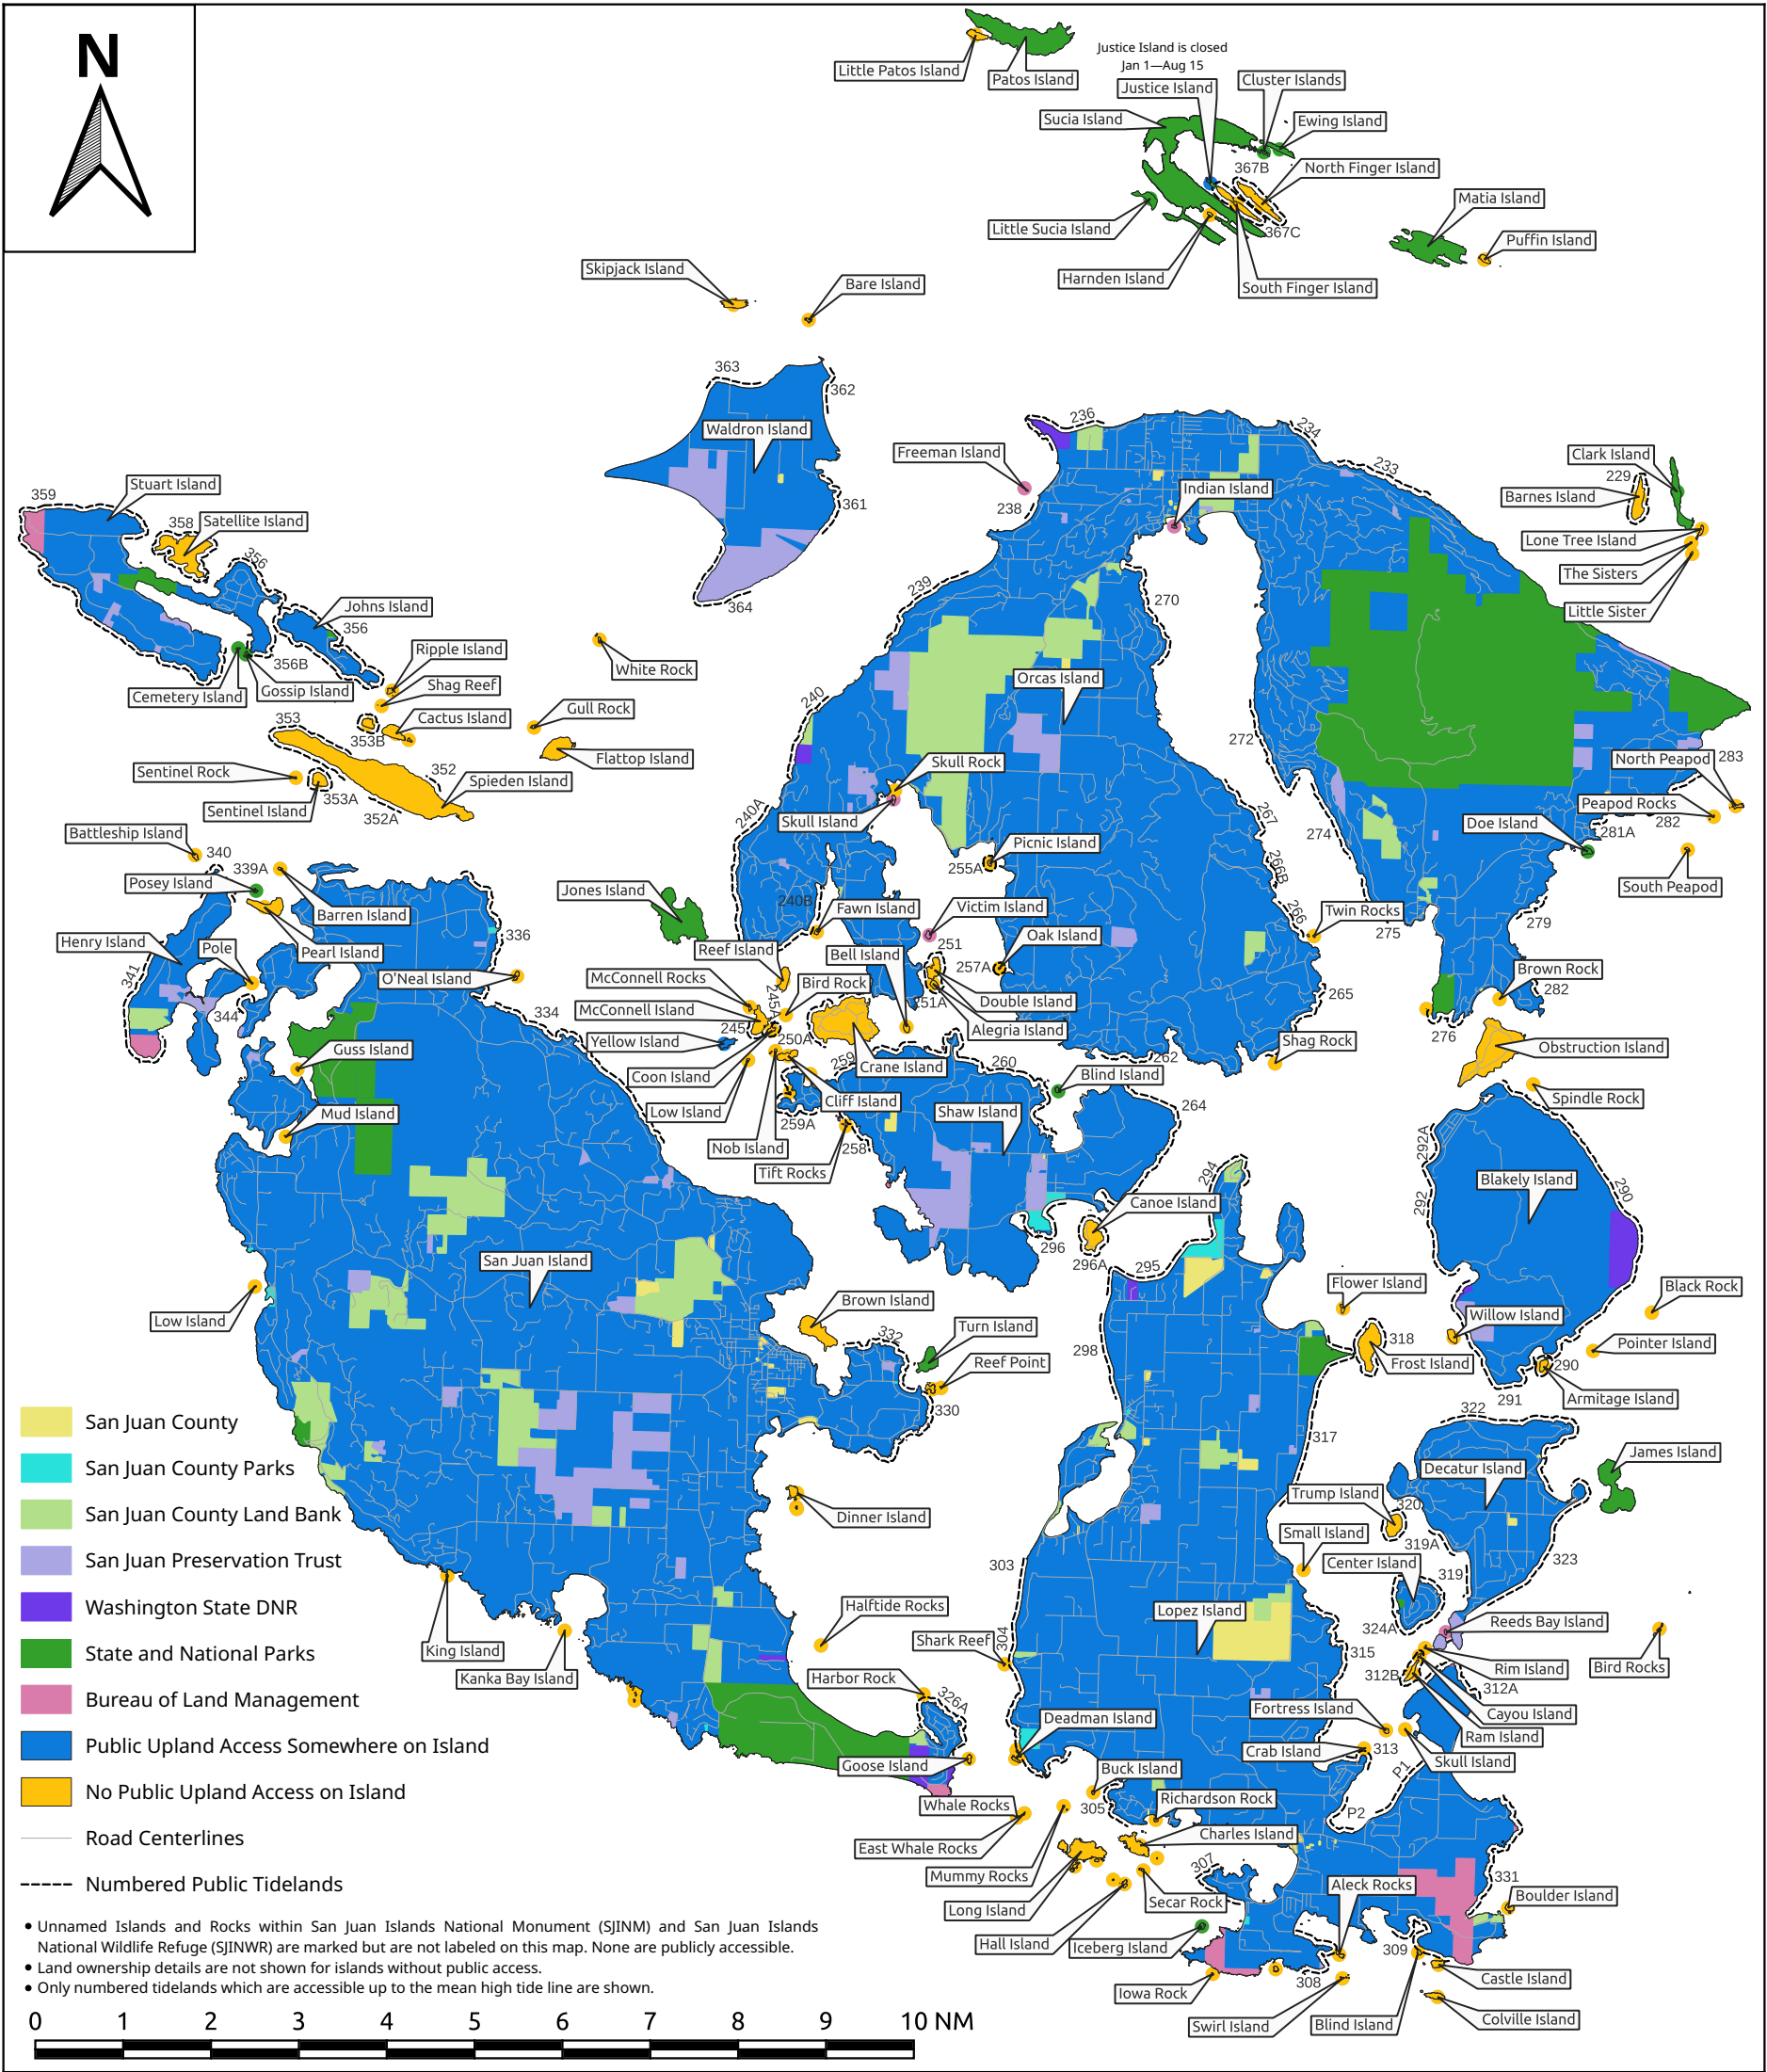 N
Little Patos Island
Patos Island
Justice Island is closed
Jan 1—Aug 15
Justice Island
Cluster Islands
Sucia Island
Ewing Island
367B
North Finger Island
Little Sucia Island
367C
Harnden Island
South Finger Island
Matia Island
Puffin Island
Skipjack Island
Bare Island
363
362
Waldron Island
361
364
Freeman Island
236
234
233
238
Indian Island
Clark Island
229
Barnes Island
Lone Tree Island
The Sisters
Little Sister
359
Stuart Island
358
Satellite Island
356
Johns Island
356
356B
Ripple Island
Cemetery Island
Gossip Island
Shag Reef
353
353B
Cactus Island
White Rock
Gull Rock
Flattop Island
Sentinel Rock
352
Spieden Island
Sentinel Island
353A
352A
239
240
270
Orcas Island
272
Skull Rock
Skull Island
240A
267
274
266B
North Peapod
283
Peapod Rocks
282
Doe Island
281A
South Peapod
Picnic Island
255A
Battleship Island
340
339A
Posey Island
Barren Island
Henry Island
Pole
Pearl Island
336
O'Neal Island
341
344
334
Jones Island
240B
Fawn Island
Victim Island
251
Bell Island
Reef Island
257A
Oak Island
266
Twin Rocks
275
279
Brown Rock
282
McConnell Rocks
Bird Rock
245A
Double Island
251A
McConnell Island
245
Alegria Island
265
276
Yellow Island
250A
259
Crane Island
260
262
Shag Rock
Obstruction Island
Guss Island
Coon Island
Blind Island
Spindle Rock
Mud Island
Low Island
Cliff Island
Shaw Island
264
259A
Nob Island
258
Tift Rocks
292A
294
Blakely Island
290
292
Canoe Island
296
296A
295
San Juan Island
Low Island
Brown Island
332
Turn Island
Reef Point
330
298
Flower Island
318
Frost Island
Willow Island
Black Rock
Pointer Island
290
Armitage Island
291
322
317
James Island
Decatur Island
Trump Island
320
Small Island
319A
Center Island
319
323
San Juan County
San Juan County Parks
San Juan County Land Bank
San Juan Preservation Trust
Washington State DNR
State and National Parks
Bureau of Land Management
Public Upland Access Somewhere on Island
No Public Upland Access on Island
Road Centerlines
Numbered Public Tidelands
Dinner Island
303
Halftide Rocks
Lopez Island
324A
Reeds Bay Island
King Island
Kanka Bay Island
Shark Reef
304
315
312B
Rim Island
Bird Rocks
312A
Harbor Rock
326A
Cayou Island
Fortress Island
Ram Island
Deadman Island
Crab Island
313
Skull Island
Goose Island
P1
Buck Island
305
Richardson Rock
P2
Whale Rocks
East Whale Rocks
Charles Island
Mummy Rocks
307
Long Island
Secar Rock
Aleck Rocks
331
Boulder Island
Hall Island
Iceberg Island
309
308
Castle Island
Iowa Rock
Swirl Island
Blind Island
Colville Island
• Unnamed Islands and Rocks within San Juan Islands National Monument (SJINM) and San Juan Islands
National Wildlife Refuge (SJINWR) are marked but are not labeled on this map. None are publicly accessible.
• Land ownership details are not shown for islands without public access.
• Only numbered tidelands which are accessible up to the mean high tide line are shown.
0 1 2 3 4 5 6 7 8 9 10 NM